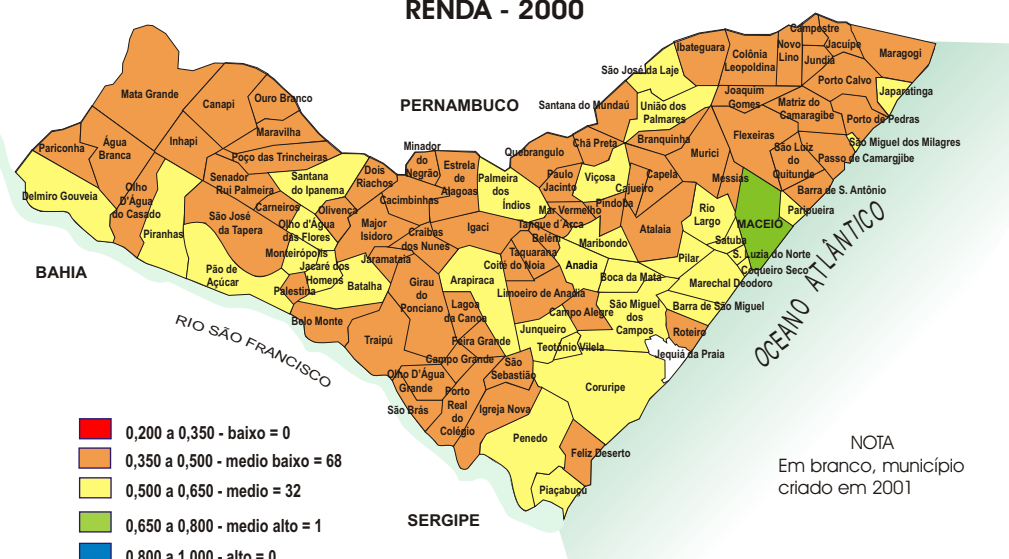 RENDA - 2000
Campestre
Ibateguara
Colônia
Leopoldina
Novo
Lino
Jacuípe
Jundiá
Maragogi
São José da Laje
Porto Calvo
Japaratinga
Mata Grande
Canapi
Ouro Branco
PERNAMBUCO
Santana do Mundaú
União dos
Palmares
Joaquim
Gomes
Matriz do
Camaragibe
Porto de Pedras
Maravilha
Pariconha
Água
Branca
Inhapi
Minador
do
Negrão
Quebrangulo
Chã Preta
Branquinha
Flexeiras
São Miguel dos Milagres
Poço das Trincheiras
Estrela
de
Alagoas
Murici
São Luiz
do
Quitunde
Passo de Camargjibe
Senador
Rui Palmeira
Santana
do Ipanema
Dois
Riachos
Palmeira
dos
Índios
Paulo
Jacinto
Viçosa
Cajueiro
Capela
Messias
Barra de S. Antônio
Delmiro Gouveia
Olho
D'Água
do Casado
Carneiros
Olivença
Cacimbinhas
Mar Vermelho
Pindoba
Paripueira
Piranhas
São José
da Tapera
Olho d'Água
das Flores
Major
Isidoro
Craibas
dos Nunes
Igaci
Tanque d'Arca
Belém
Atalaia
Rio
Largo
MACEIÓ
Maribondo
Satuba
Monteirópolis
Jaramataia
Taquarana
Pilar
S. Luzia do Norte
BAHIA
Pão de
Açúcar
Jacaré dos
Homens
Batalha
Coité do Noia
Anadia
Coqueiro Seco
Arapiraca
Boca da Mata
Marechal Deodoro
Palestina
Girau
do
Ponciano
Limoeiro de Anadia
OCEANO ATLÂNTICO
Lagoa
da Canoa
Campo Alegre
São Miguel
dos
Campos
Barra de São Miguel
Belo Monte
RIO SÃO FRANCISCO
Traipú
Junqueiro
Roteiro
Feira Grande
Teotônio Vilela
Jequiá da Praia
Campo Grande
São
Sebastião
Olho D'Água
Grande
Coruripe
Porto
Real
do
Colégio
São Brás
Igreja Nova
Penedo
Feliz Deserto
Piaçabuçu
SERGIPE
0,200 a 0,350 - baixo = 0
0,350 a 0,500 - medio baixo = 68
0,500 a 0,650 - medio = 32
0,650 a 0,800 - medio alto = 1
0,800 a 1,000 - alto = 0
NOTA
Em branco, município
criado em 2001